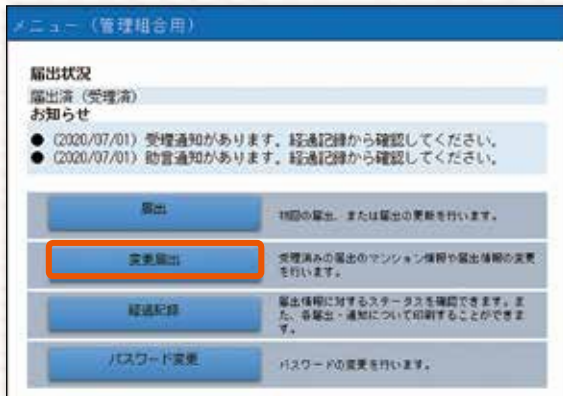 メニュー（管理組合用）
届出状況
届出済（受理済）
お知らせ
● (2020/07/01) 受理通知があります。経過記録から確認してください。
● (2020/07/01) 助言通知があります。経過記録から確認してください。
届出
初回の届出、または届出の更新を行います。
変更届出
受理済みの届出のマンション情報や届出情報の変更
を行います。
経過記録
届出情報に対するステータスを確認できます。ま
た、各届出・通知について印刷することができま
す。
パスワード変更
パスワードの変更を行います。